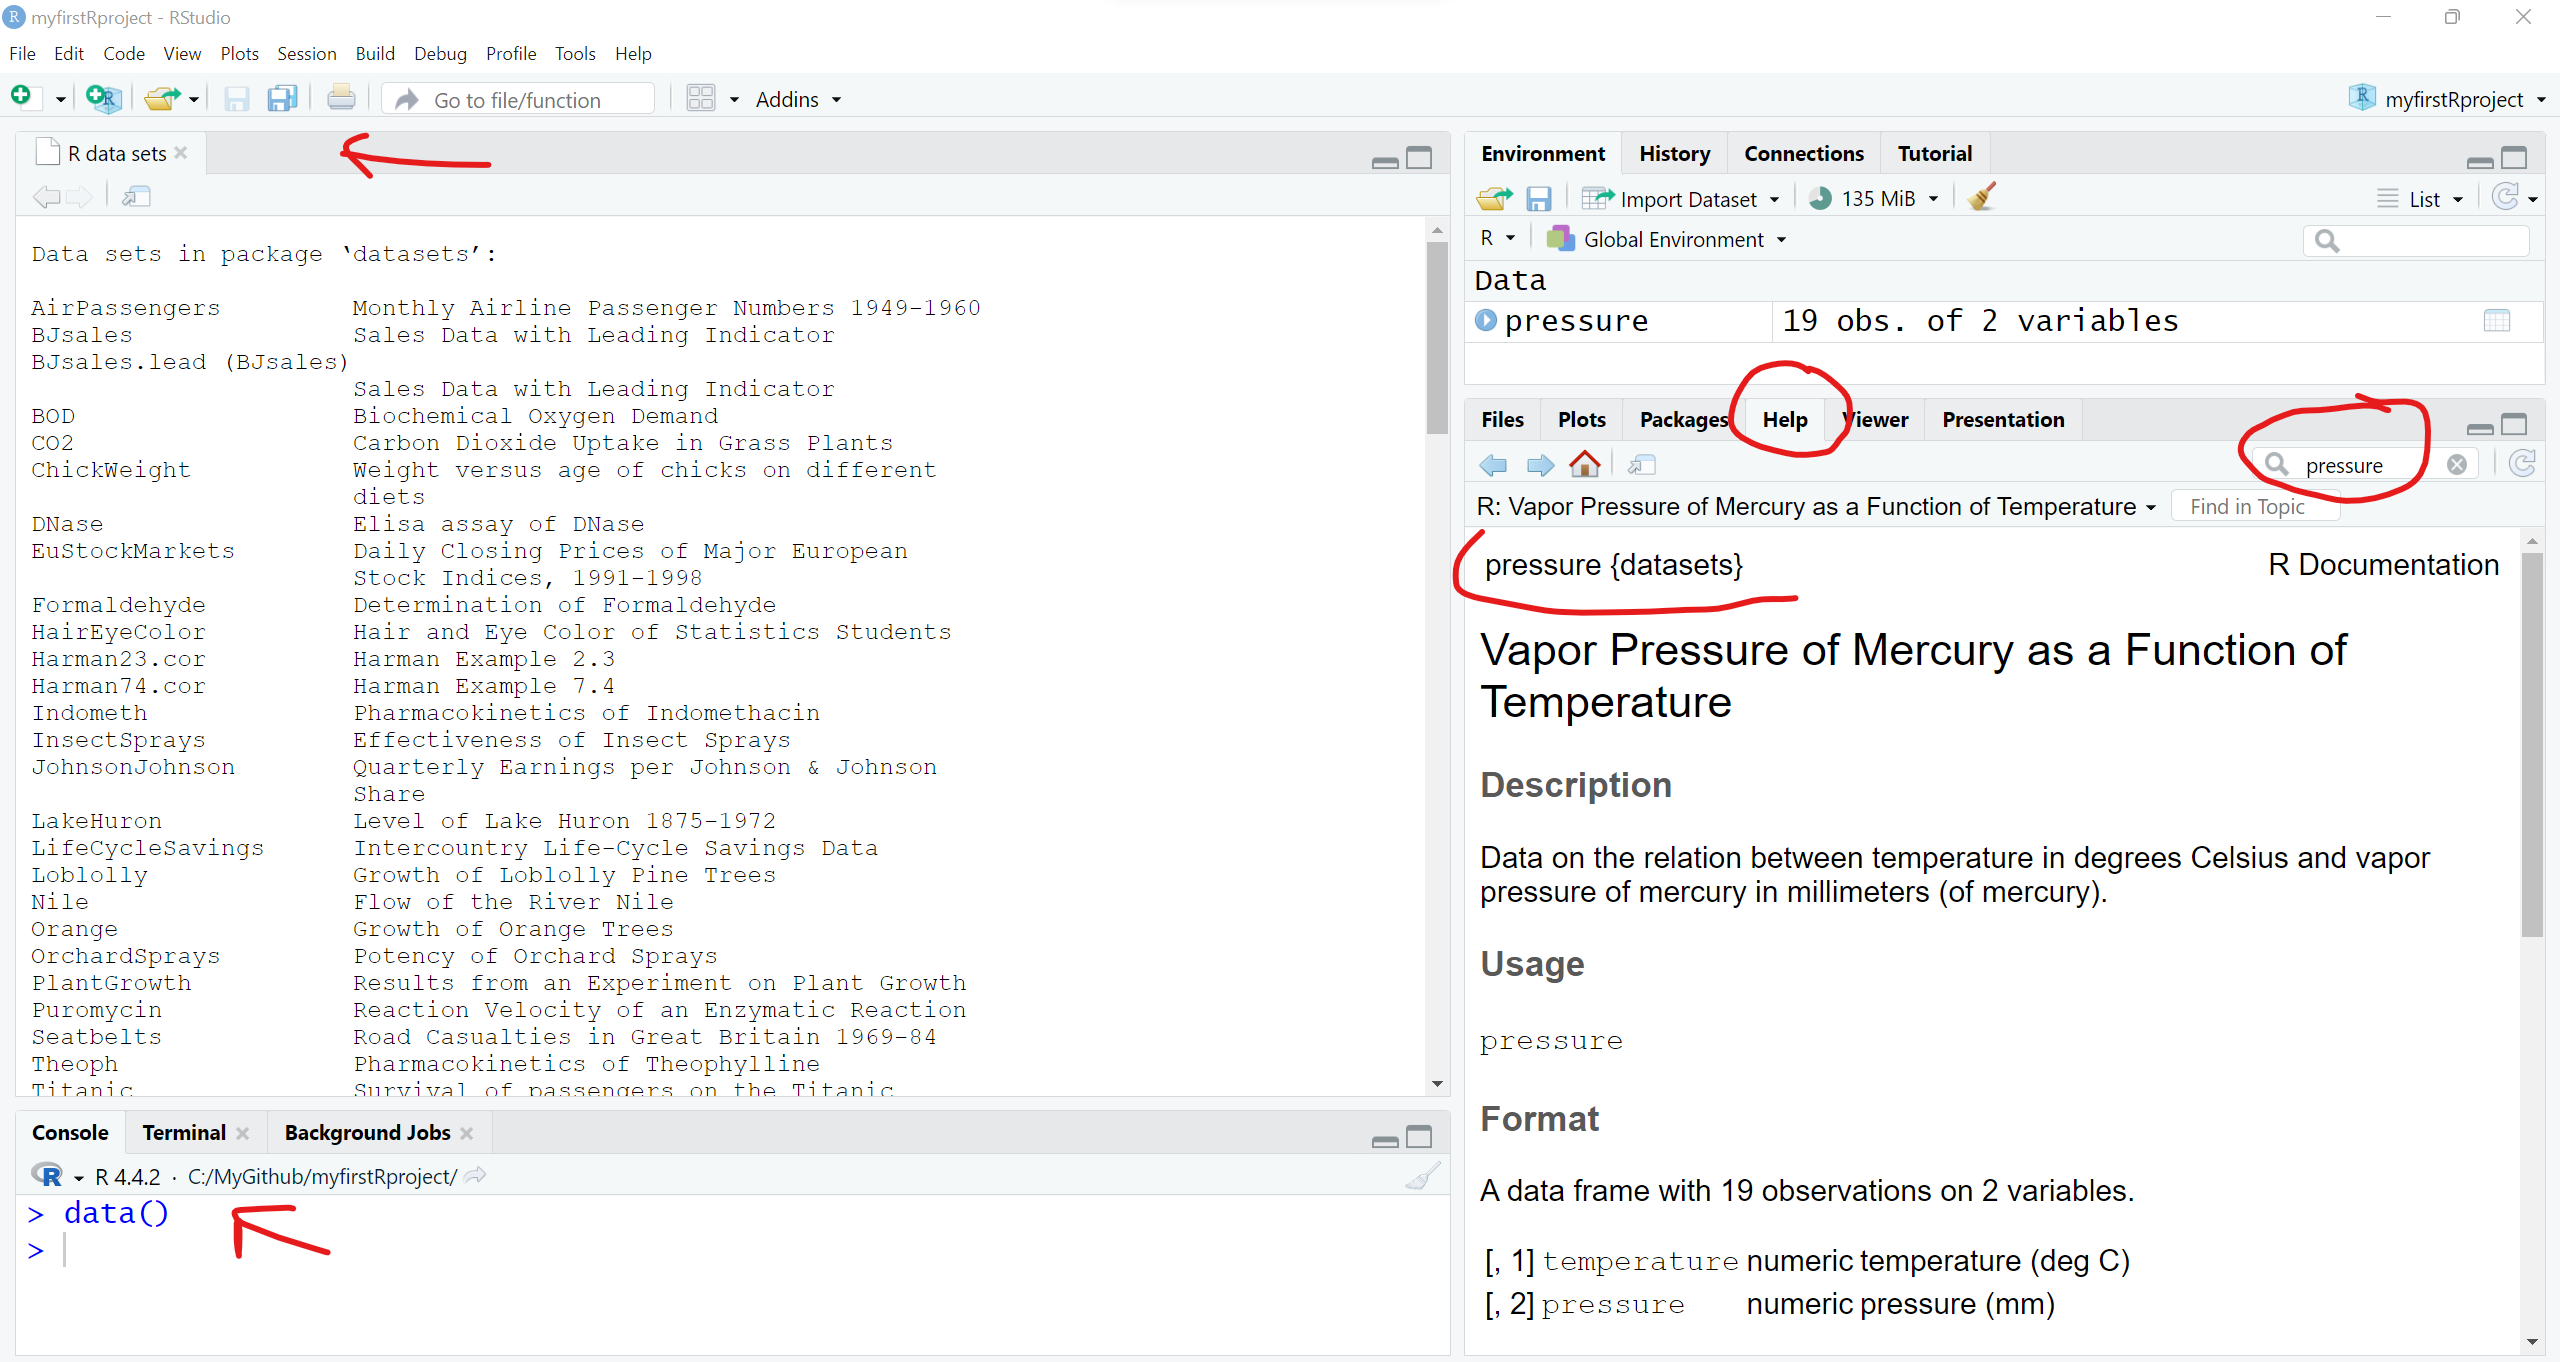 myfirstRproject - RStudio
File Edit Code View Plots Session Build Debug Profile Tools Help
Go to file/function Addins myfirstRproject
R data sets
Data sets in package ‘datasets’:
AirPassengers Monthly Airline Passenger Numbers 1949-1960
BJsales Sales Data with Leading Indicator
BJsales.lead (BJsales)
Sales Data with Leading Indicator
BOD Biochemical Oxygen Demand
CO2 Carbon Dioxide Uptake in Grass Plants
ChickWeight Weight versus age of chicks on different
diets
DNase Elisa assay of DNase
EuStockMarkets Daily Closing Prices of Major European
Stock Indices, 1991-1998
Formaldehyde Determination of Formaldehyde
HairEyeColor Hair and Eye Color of Statistics Students
Harman23.cor Harman Example 2.3
Harman74.cor Harman Example 7.4
Indometh Pharmacokinetics of Indomethacin
InsectSprays Effectiveness of Insect Sprays
JohnsonJohnson Quarterly Earnings per Johnson & Johnson
Share
LakeHuron Level of Lake Huron 1875-1972
LifeCycleSavings Intercountry Life-Cycle Savings Data
Loblolly Growth of Loblolly Pine Trees
Nile Flow of the River Nile
Orange Growth of Orange Trees
OrchardSprays Potency of Orchard Sprays
PlantGrowth Results from an Experiment on Plant Growth
Puromycin Reaction Velocity of an Enzymatic Reaction
Seatbelts Road Casualties in Great Britain 1969-84
Theoph Pharmacokinetics of Theophylline
Titanic Survival of passengers on the Titanic
Console Terminal Background Jobs
R 4.4.2 · C:/MyGithub/myfirstRproject/
> data()
>
Environment History Connections Tutorial
Import Dataset 135 MiB List
R Global Environment
Data
pressure 19 obs. of 2 variables
Files Plots Packages Help Viewer Presentation
pressure
R: Vapor Pressure of Mercury as a Function of Temperature Find in Topic
pressure {datasets} R Documentation
Vapor Pressure of Mercury as a Function of
Temperature
Description
Data on the relation between temperature in degrees Celsius and vapor
pressure of mercury in millimeters (of mercury).
Usage
pressure
Format
A data frame with 19 observations on 2 variables.
[, 1] temperature numeric temperature (deg C)
[, 2] pressure numeric pressure (mm)